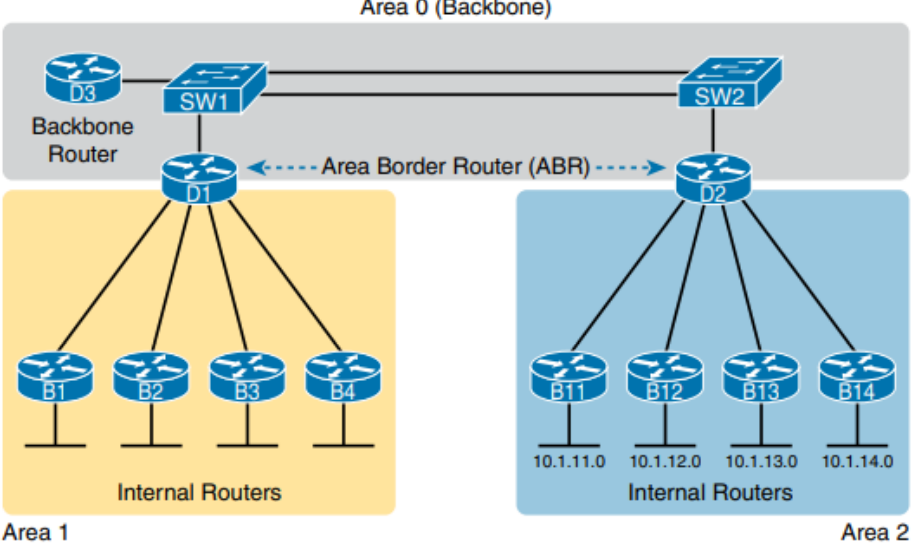 Area 0 (Backbone)
D3
SW1
SW2
Backbone
Router
Area Border Router (ABR)
D1
D2
B1
B2
B3
B4
B11
B12
B13
B14
10.1.11.0
10.1.12.0
10.1.13.0
10.1.14.0
Internal Routers
Internal Routers
Area 1
Area 2